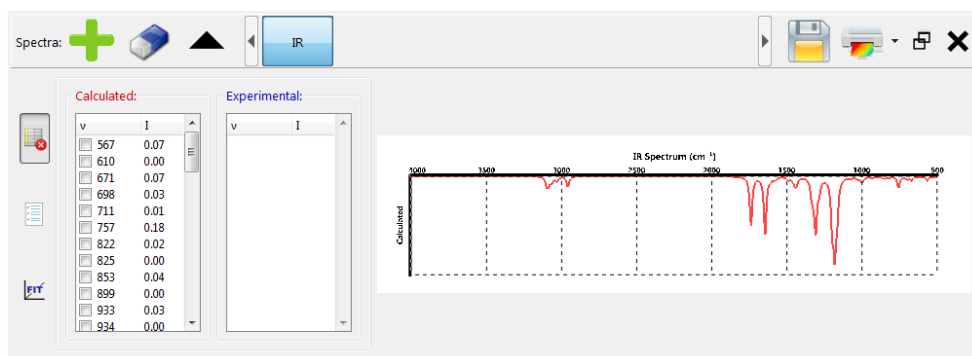 Spectra:
IR
Calculated:
Experimental:
ν I
ν I
567 0.07
610 0.00
671 0.07
698 0.03
711 0.01
757 0.18
822 0.02
825 0.00
853 0.04
899 0.00
933 0.03
934 0.00
FIT
IR Spectrum (cm⁻¹)
4000 3500 3000 2500 2000 1500 1000 500
Calculated